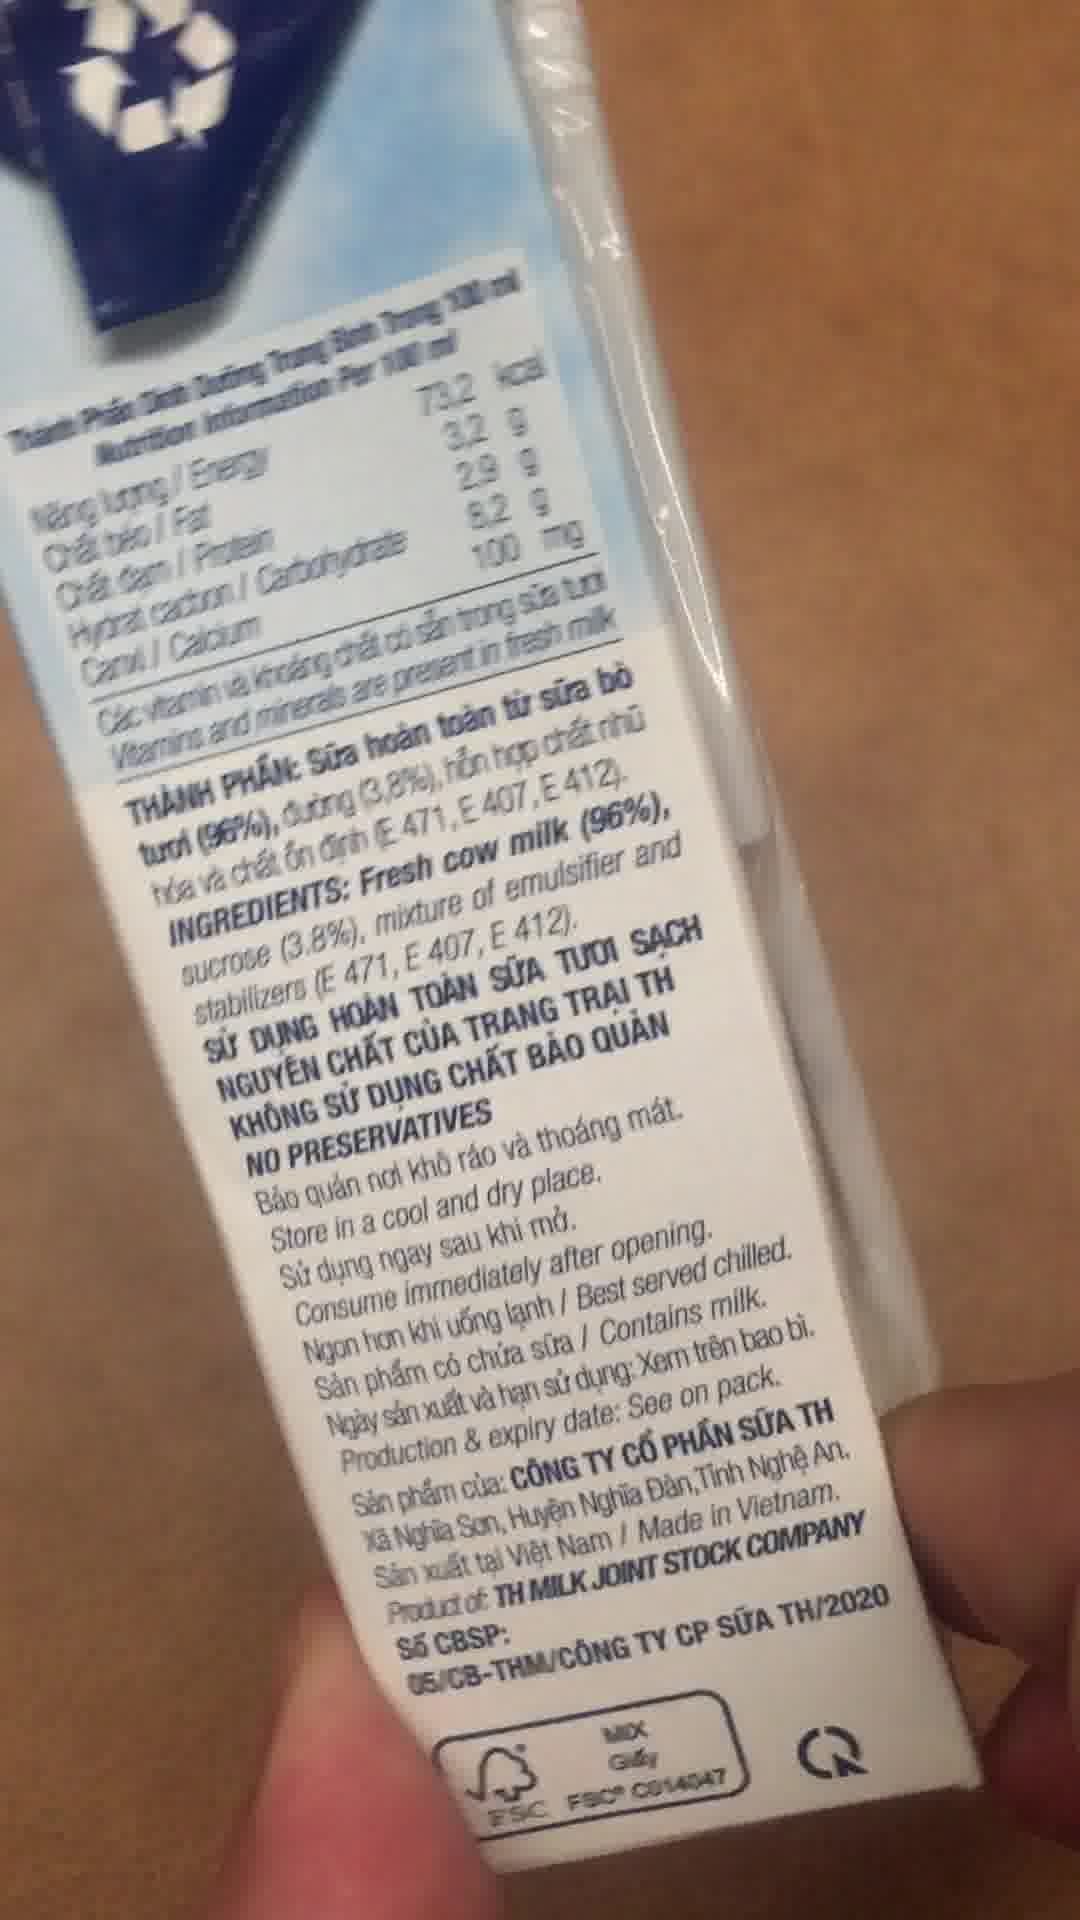 Thành Phần Dinh Dưỡng Trung Bình Trong 100 ml
Nutrition Information Per 100 ml
Năng lượng / Energy 73.2 kcal
Chất béo / Fat 3.2 g
Chất đạm / Protein 2.9 g
Hydrat cacbon / Carbohydrate 8.2 g
Canxi / Calcium 100 mg
Các vitamin và khoáng chất có sẵn trong sữa tươi
Vitamins and minerals are present in fresh milk
THÀNH PHẦN: Sữa hoàn toàn từ sữa bò
tươi (96%), đường (3,8%), hỗn hợp chất nhũ
hóa và chất ổn định (E 471, E 407, E 412).
INGREDIENTS: Fresh cow milk (96%),
sucrose (3,8%), mixture of emulsifier and
stabilizers (E 471, E 407, E 412).
SỬ DỤNG HOÀN TOÀN SỮA TƯƠI SẠCH
NGUYÊN CHẤT CỦA TRANG TRẠI TH
KHÔNG SỬ DỤNG CHẤT BẢO QUẢN
NO PRESERVATIVES
Bảo quản nơi khô ráo và thoáng mát.
Store in a cool and dry place.
Sử dụng ngay sau khi mở.
Consume immediately after opening.
Ngon hơn khi uống lạnh / Best served chilled.
Sản phẩm có chứa sữa / Contains milk.
Ngày sản xuất và hạn sử dụng: Xem trên bao bì.
Production & expiry date: See on pack.
Sản phẩm của: CÔNG TY CỔ PHẦN SỮA TH
Xã Nghĩa Sơn, Huyện Nghĩa Đàn, Tỉnh Nghệ An.
Sản xuất tại Việt Nam / Made in Vietnam.
Product of: TH MILK JOINT STOCK COMPANY
Số CBSP:
05/CB-THM/CÔNG TY CP SỮA TH/2020
MIX
Giấy
FSC FSC® C014047